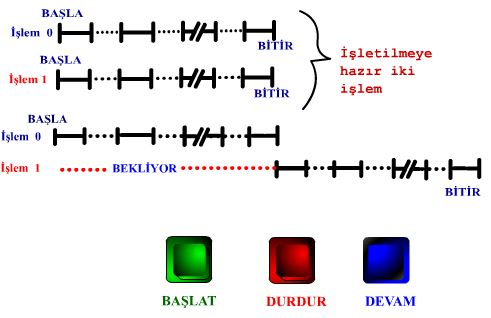 BAŞLA
İşlem 0
BİTİR
BAŞLA
İşlem 1
BİTİR
İşletilmeye
hazır iki
işlem
BAŞLA
İşlem 0
İşlem 1
BEKLİYOR
BİTİR
BAŞLAT
DURDUR
DEVAM